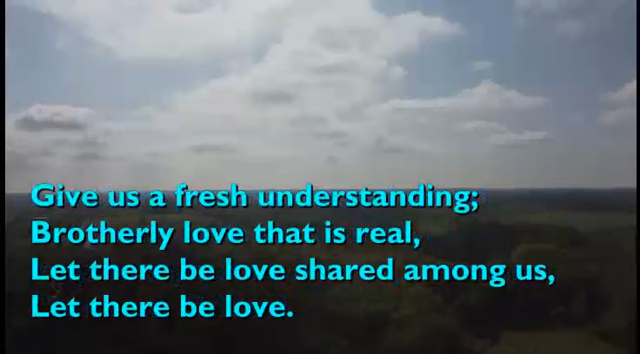 Give us a fresh understanding;
Brotherly love that is real,
Let there be love shared among us,
Let there be love.